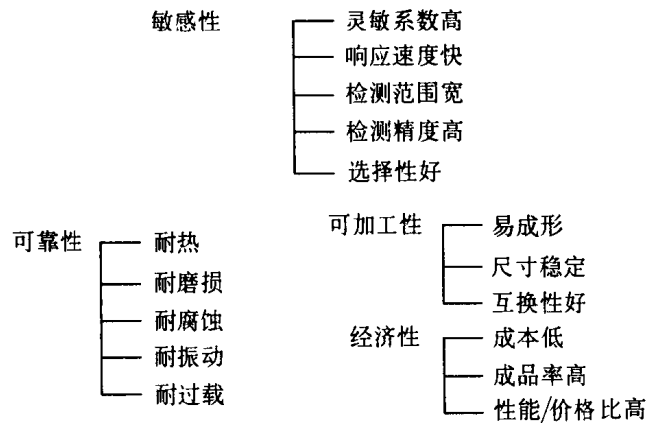 敏感性
灵敏系数高
响应速度快
检测范围宽
检测精度高
选择性好
可靠性
耐热
耐磨损
耐腐蚀
耐振动
耐过载
可加工性
易成形
尺寸稳定
互换性好
经济性
成本低
成品率高
性能/价格比高